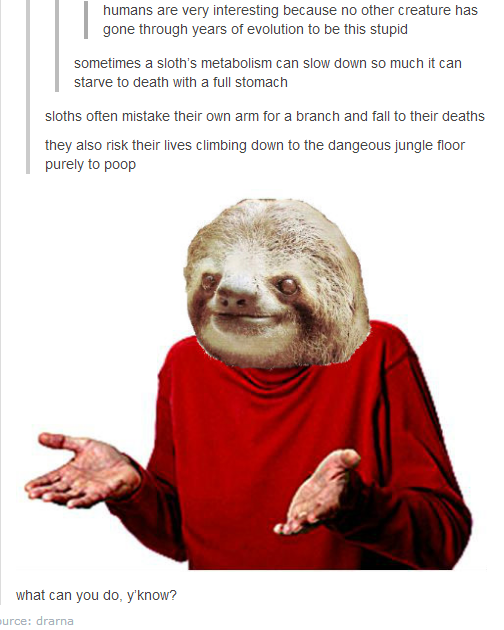 humans are very interesting because no other creature has
gone through years of evolution to be this stupid
sometimes a sloth's metabolism can slow down so much it can
starve to death with a full stomach
sloths often mistake their own arm for a branch and fall to their deaths
they also risk their lives climbing down to the dangeous jungle floor
purely to poop
what can you do, y'know?
urce: drarna